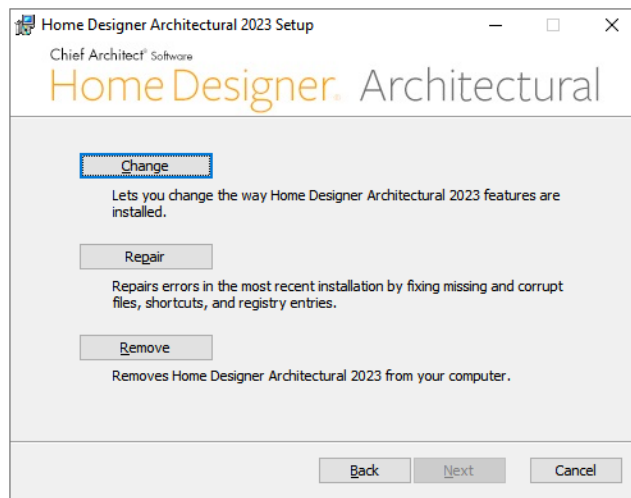 Home Designer Architectural 2023 Setup
Chief Architect® Software
Home Designer® Architectural
Change
Lets you change the way Home Designer Architectural 2023 features are
installed.
Repair
Repairs errors in the most recent installation by fixing missing and corrupt
files, shortcuts, and registry entries.
Remove
Removes Home Designer Architectural 2023 from your computer.
Back Next Cancel